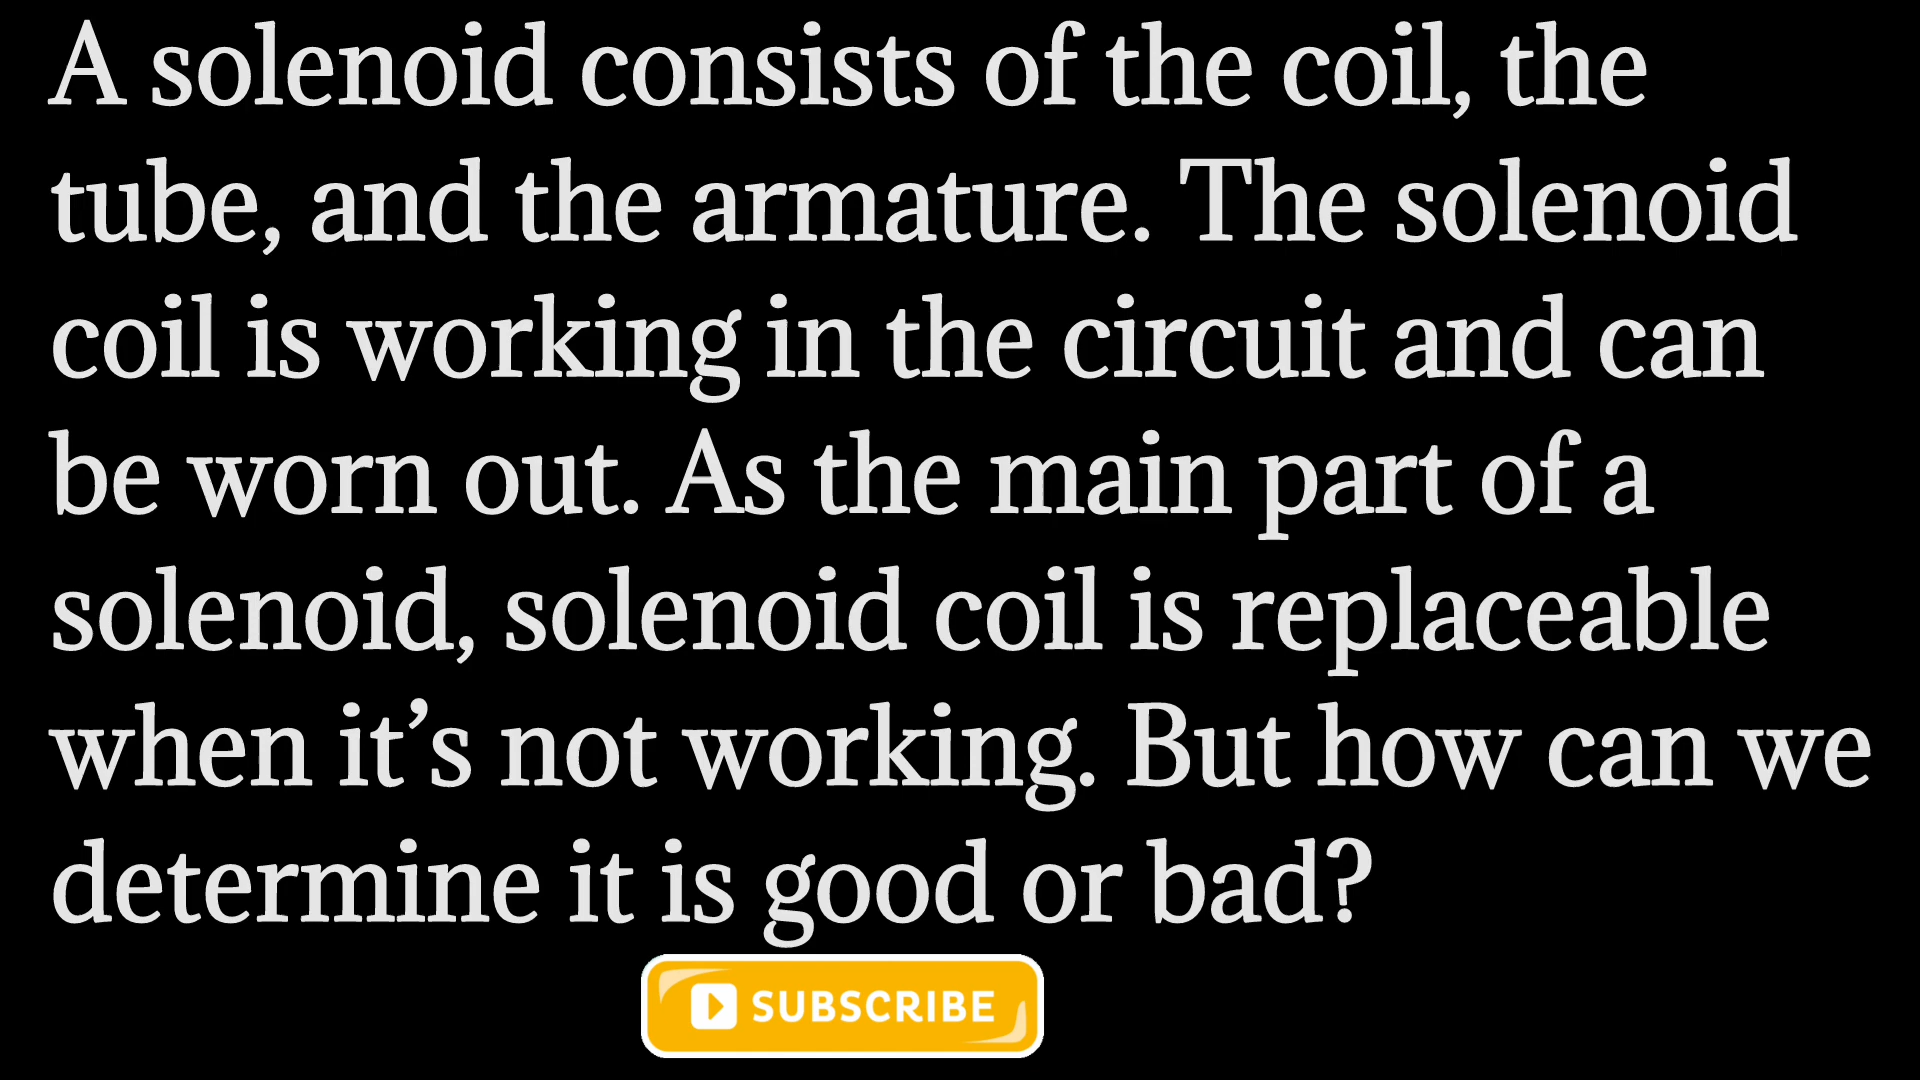 A solenoid consists of the coil, the
tube, and the armature. The solenoid
coil is working in the circuit and can
be worn out. As the main part of a
solenoid, solenoid coil is replaceable
when it’s not working. But how can we
determine it is good or bad?
SUBSCRIBE